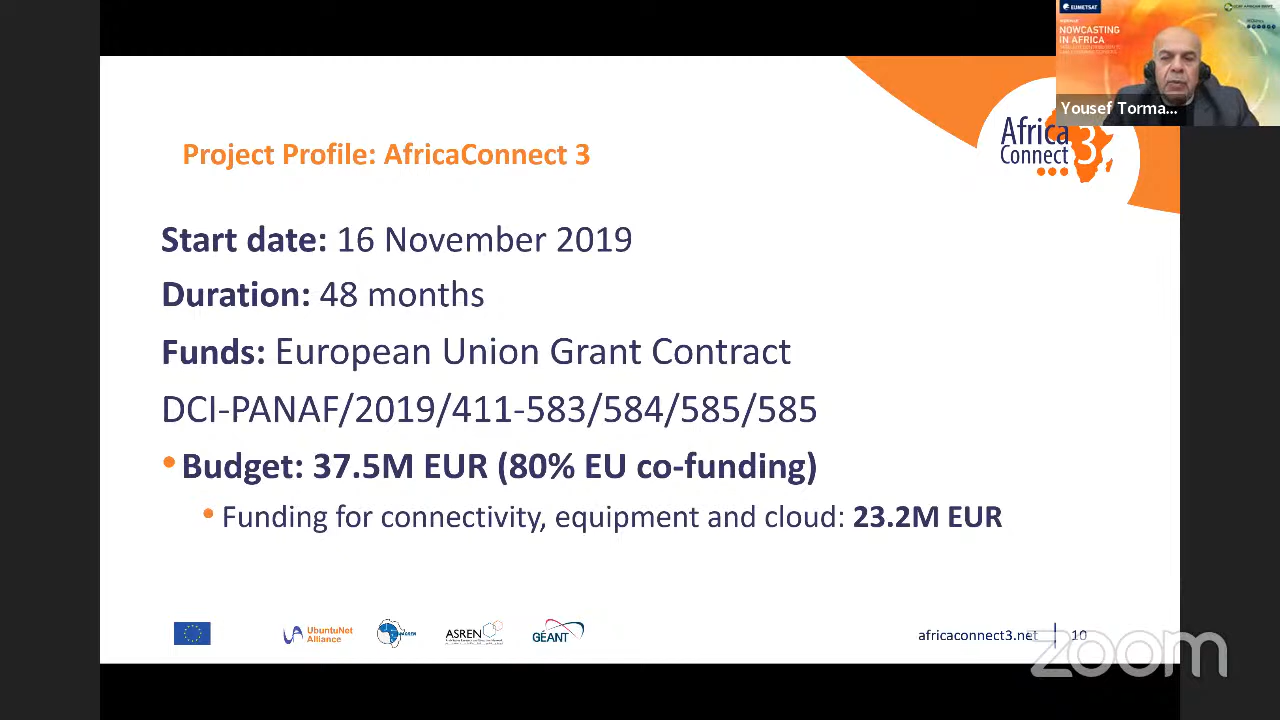 EUMETSAT
NOWCASTING
IN AFRICA
Yousef Torma...
Africa
Connect
3
Project Profile: AfricaConnect 3
Start date: 16 November 2019
Duration: 48 months
Funds: European Union Grant Contract
DCI-PANAF/2019/411-583/584/585/585
•Budget: 37.5M EUR (80% EU co-funding)
• Funding for connectivity, equipment and cloud: 23.2M EUR
UbuntuNet
Alliance
ASREN
GÉANT
africaconnect3.net | 10
zoom